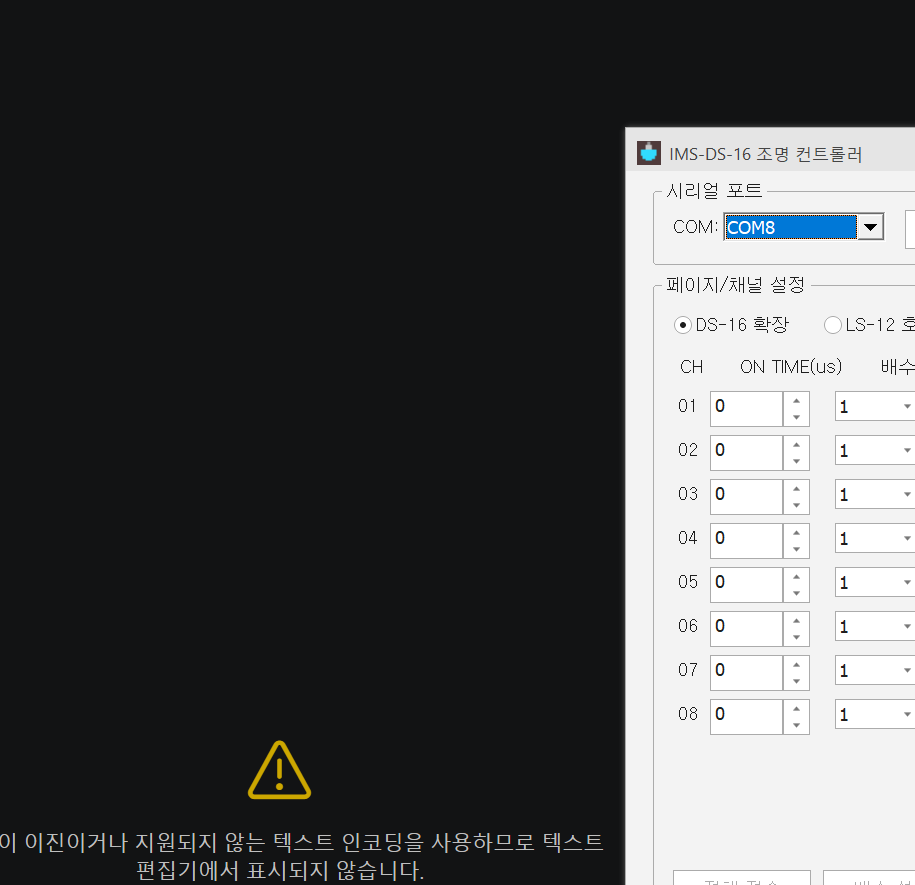 IMS-DS-16 조명 컨트롤러
시리얼 포트
COM: COM8
페이지/채널 설정
DS-16 확장 LS-12
CH ON TIME(us) 배수
01 0 1
02 0 1
03 0 1
04 0 1
05 0 1
06 0 1
07 0 1
08 0 1
이 이진이거나 지원되지 않는 텍스트 인코딩을 사용하므로 텍스트
편집기에서 표시되지 않습니다.